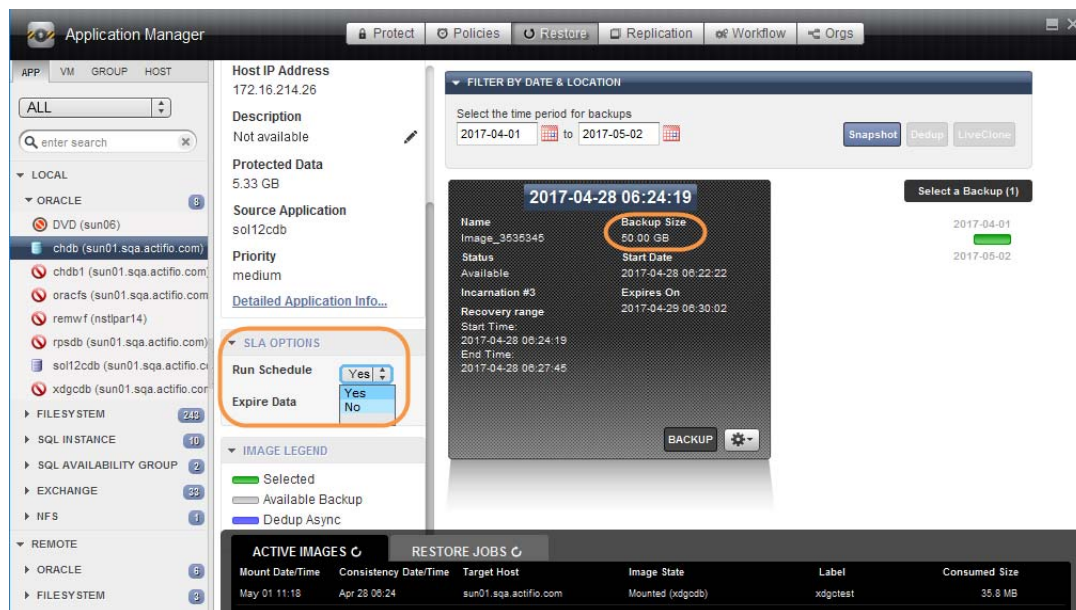 Application Manager
Protect
Policies
Restore
Replication
Workflow
Orgs
APP VM GROUP HOST
ALL
enter search
LOCAL
ORACLE 8
DVD (sun06)
chdb (sun01.sqa.actifio.com)
chdb1 (sun01.sqa.actifio.com
oracfs (sun01.sqa.actifio.com
remwf (nstlpar14)
rpsdb (sun01.sqa.actifio.com)
sol12cdb (sun01.sqa.actifio.co
xdgcdb (sun01.sqa.actifio.com
FILESYSTEM 243
SQL INSTANCE 10
SQL AVAILABILITY GROUP 2
EXCHANGE 33
NFS 1
REMOTE
ORACLE 6
FILESYSTEM 3
Host IP Address
172.16.214.26
Description
Not available
Protected Data
5.33 GB
Source Application
sol12cdb
Priority
medium
Detailed Application Info...
SLA OPTIONS
Run Schedule Yes
Yes
Expire Data No
IMAGE LEGEND
Selected
Available Backup
Dedup Async
FILTER BY DATE & LOCATION
Select the time period for backups
2017-04-01 to 2017-05-02
Snapshot Dedup LiveClone
2017-04-28 06:24:19
Name Backup Size
Image_3535345 50.00 GB
Status Start Date
Available 2017-04-28 06:22:22
Incarnation #3 Expires On
Recovery range 2017-04-29 06:30:02
Start Time:
2017-04-28 06:24:19
End Time:
2017-04-28 06:27:45
BACKUP
Select a Backup (1)
2017-04-01
2017-05-02
ACTIVE IMAGES RESTORE JOBS
Mount Date/Time Consistency Date/Time Target Host Image State Label Consumed Size
May 01 11:18 Apr 28 06:24 sun01.sqa.actifio.com Mounted (xdgcdb) xdgctest 35.8 MB